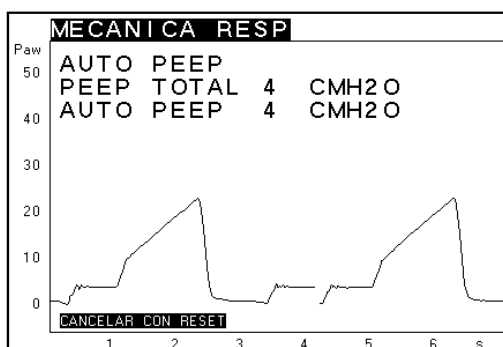 MECANICA RESP
Paw
AUTO PEEP
50
PEEP TOTAL 4 CMH2O
AUTO PEEP 4 CMH2O
40
30
20
10
0
CANCELAR CON RESET
1 2 3 4 5 6 s